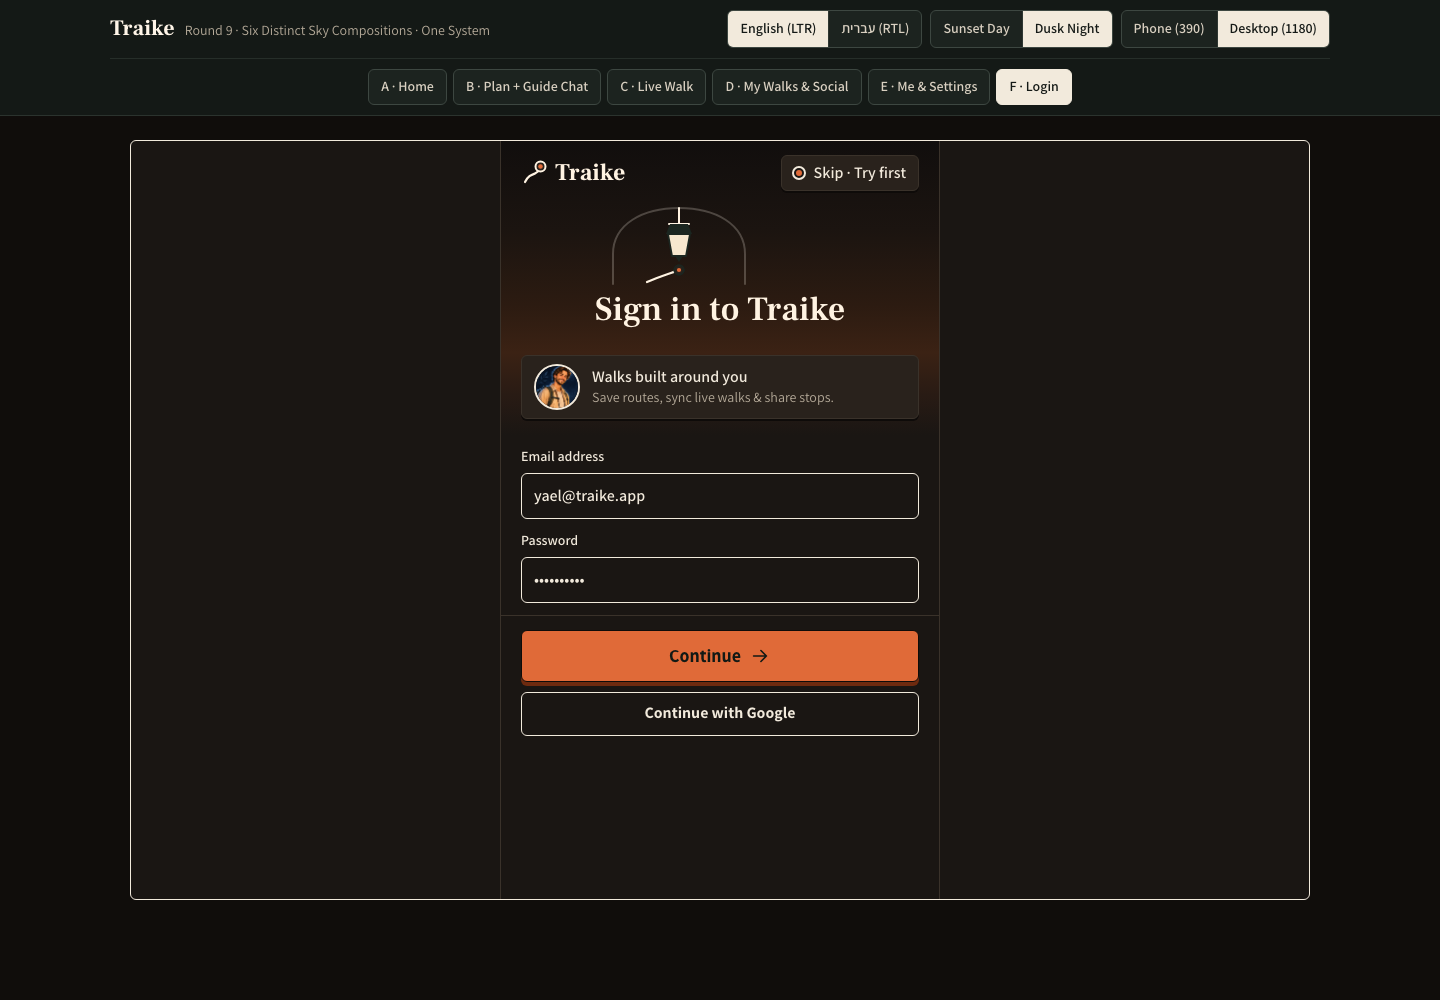 Traike Round 9 · Six Distinct Sky Compositions · One System
English (LTR) עברית (RTL) Sunset Day Dusk Night Phone (390) Desktop (1180)
A · Home B · Plan + Guide Chat C · Live Walk D · My Walks & Social E · Me & Settings F · Login
Traike Skip · Try first
Sign in to Traike
Walks built around you
Save routes, sync live walks & share stops.
Email address
yael@traike.app
Password
••••••••••
Continue →
Continue with Google